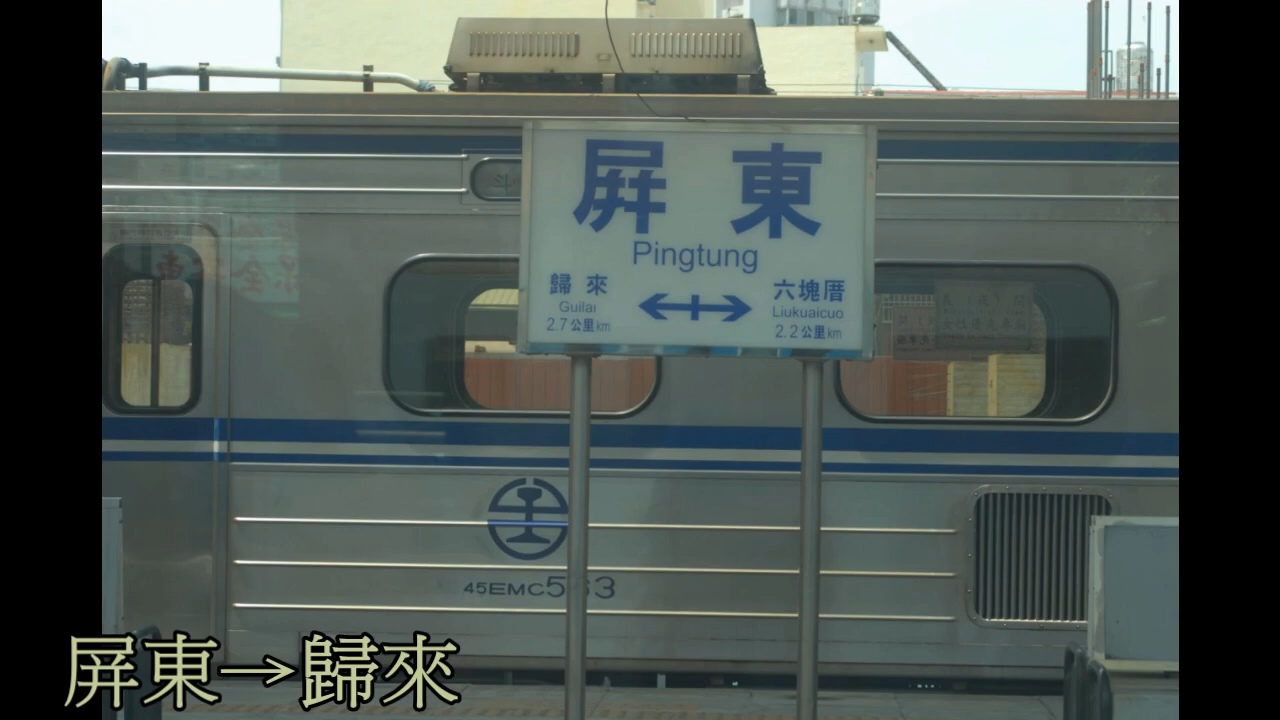 屏東
Pingtung
歸來
Guilai
2.7公里km
六塊厝
Liukuaicuo
2.2公里km
45EMC563
屏東→歸來